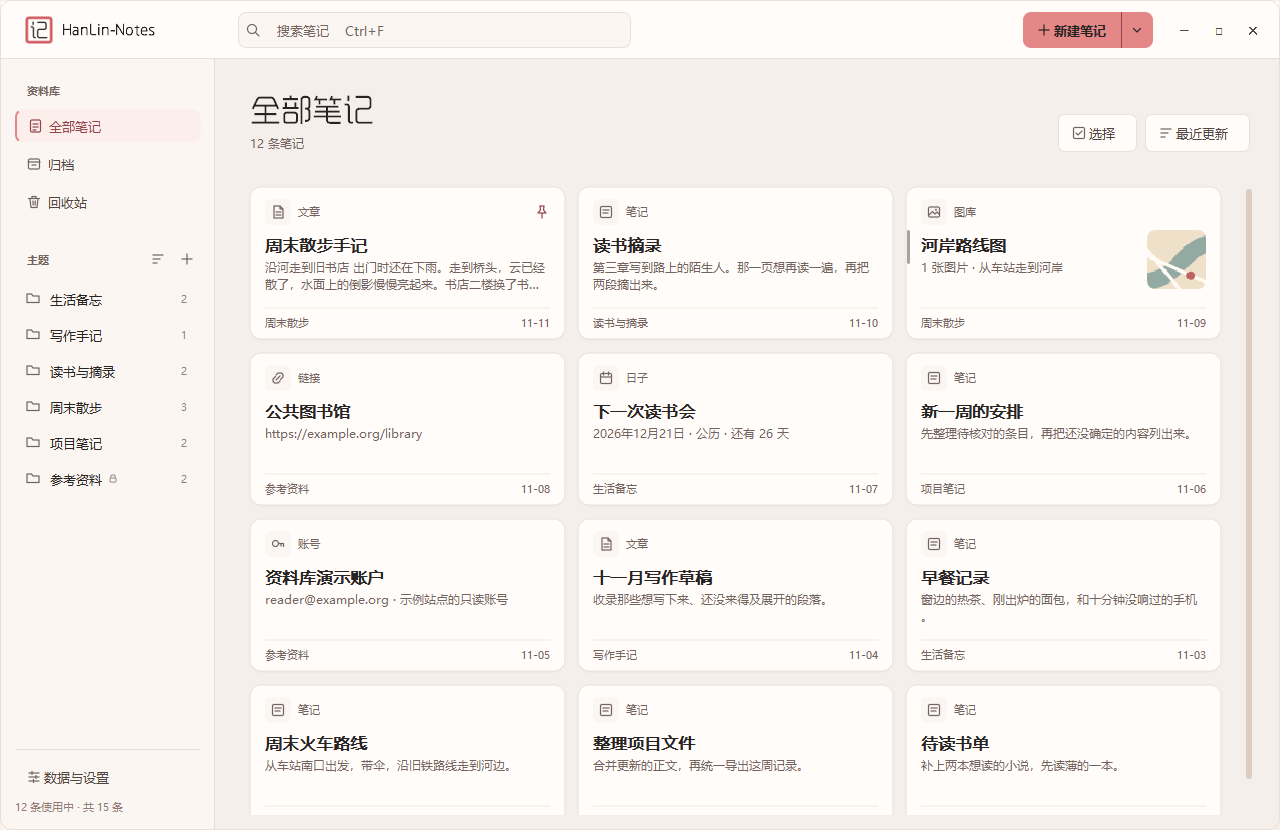 记 HanLin-Notes
搜索笔记 Ctrl+F
新建笔记
资料库
全部笔记
归档
回收站
主题
生活备忘 2
写作手记 1
读书与摘录 2
周末散步 3
项目笔记 2
参考资料 2
数据与设置
12 条使用中 · 共 15 条
全部笔记
12 条笔记
选择
最近更新
文章
周末散步手记
沿河走到旧书店 出门时还在下雨。走到桥头，云已经
散了，水面上的倒影慢慢亮起来。书店二楼换了书...
周末散步 11-11
笔记
读书摘录
第三章写到路上的陌生人。那一页想再读一遍，再把
两段摘出来。
读书与摘录 11-10
图库
河岸路线图
1 张图片 · 从车站走到河岸
周末散步 11-09
链接
公共图书馆
https://example.org/library
参考资料 11-08
日子
下一次读书会
2026年12月21日 · 公历 · 还有 26 天
生活备忘 11-07
笔记
新一周的安排
先整理待核对的条目，再把还没确定的内容列出来。
项目笔记 11-06
账号
资料库演示账户
reader@example.org · 示例站点的只读账号
参考资料 11-05
文章
十一月写作草稿
收录那些想写下来、还没来得及展开的段落。
写作手记 11-04
笔记
早餐记录
窗边的热茶、刚出炉的面包，和十分钟没响过的手机
。
生活备忘 11-03
笔记
周末火车路线
从车站南口出发，带伞，沿旧铁路线走到河边。
笔记
整理项目文件
合并更新的正文，再统一导出这周记录。
笔记
待读书单
补上两本想读的小说，先读薄的一本。